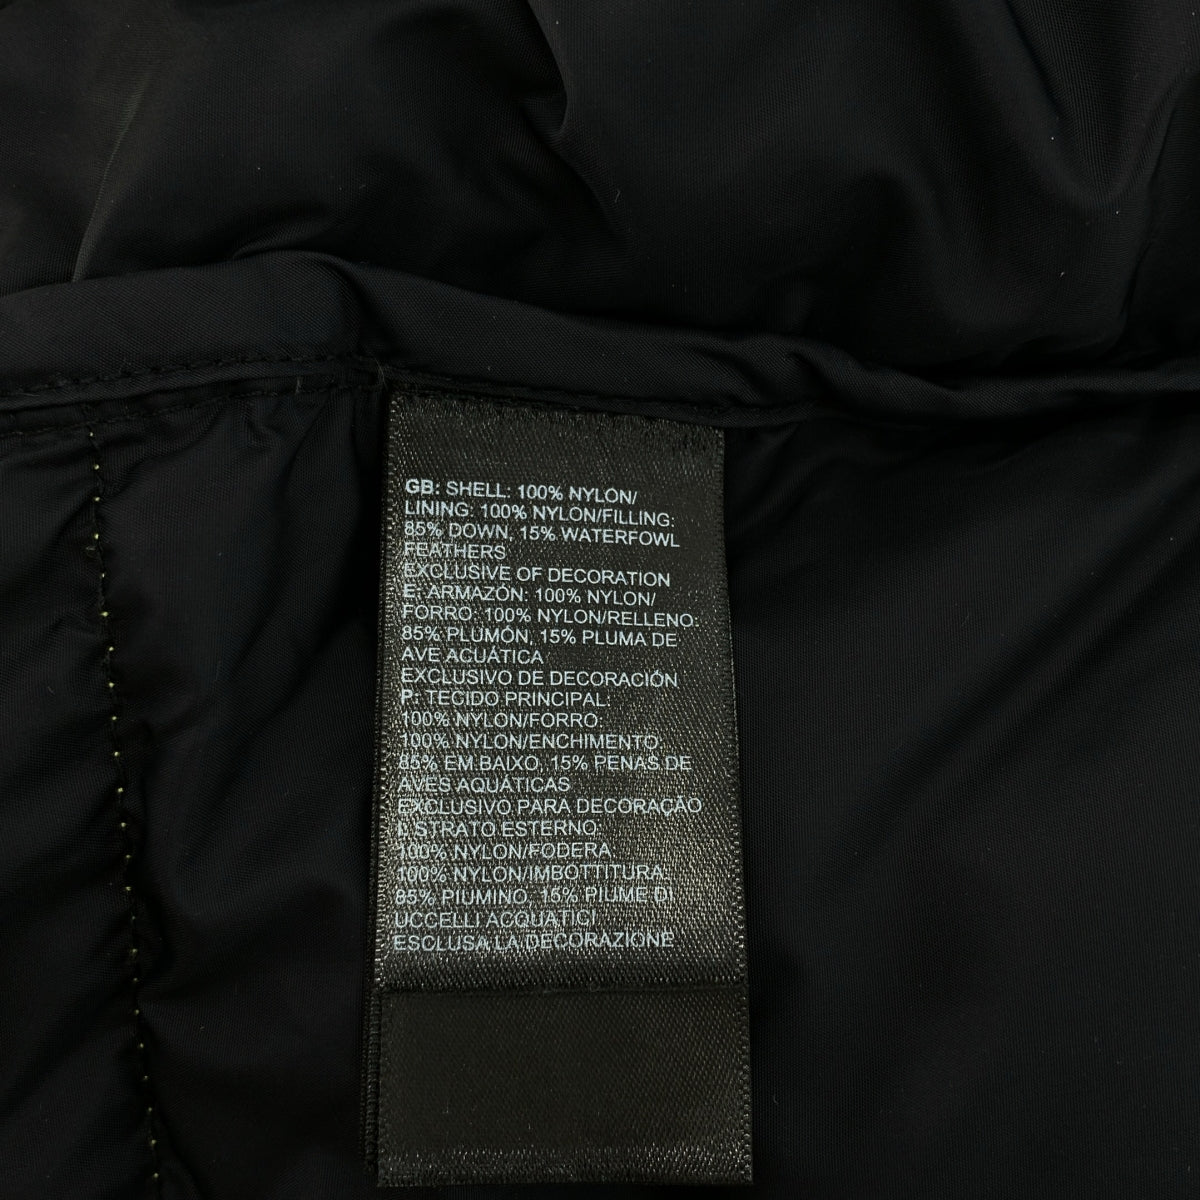 GB: SHELL: 100% NYLON/
LINING: 100% NYLON/FILLING:
85% DOWN, 15% WATERFOWL
FEATHERS
EXCLUSIVE OF DECORATION
E: ARMAZÓN: 100% NYLON/
FORRO: 100% NYLON/RELLENO:
85% PLUMÓN, 15% PLUMA DE
AVE ACUÁTICA
EXCLUSIVO DE DECORACIÓN
P: TECIDO PRINCIPAL:
100% NYLON/FORRO:
100% NYLON/ENCHIMENTO:
85% EM BAIXO, 15% PENAS DE
AVES AQUÁTICAS
EXCLUSIVO PARA DECORAÇÃO
I: STRATO ESTERNO:
100% NYLON/FODERA:
100% NYLON/IMBOTTITURA:
85% PIUMINO, 15% PIUME DI
UCCELLI ACQUATICI
ESCLUSA LA DECORAZIONE